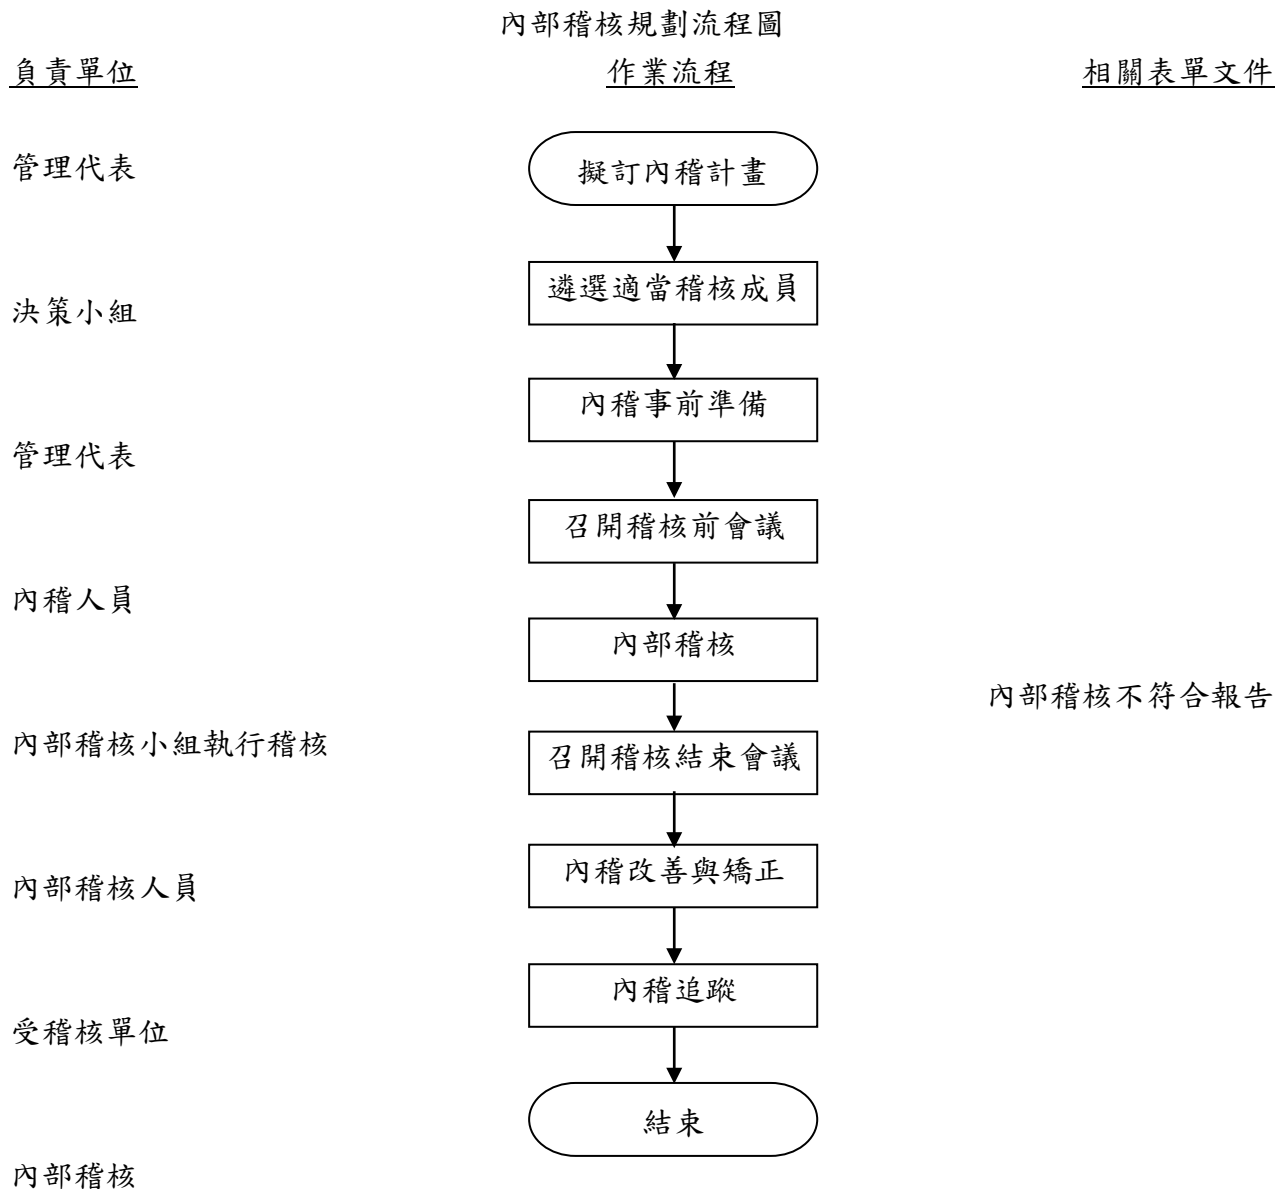 內部稽核規劃流程圖
負責單位 作業流程 相關表單文件
管理代表 擬訂內稽計畫
遴選適當稽核成員
決策小組
內稽事前準備
管理代表
召開稽核前會議
內稽人員
內部稽核
內部稽核不符合報告
內部稽核小組執行稽核 召開稽核結束會議
內稽改善與矯正
內部稽核人員
內稽追蹤
受稽核單位
結束
內部稽核